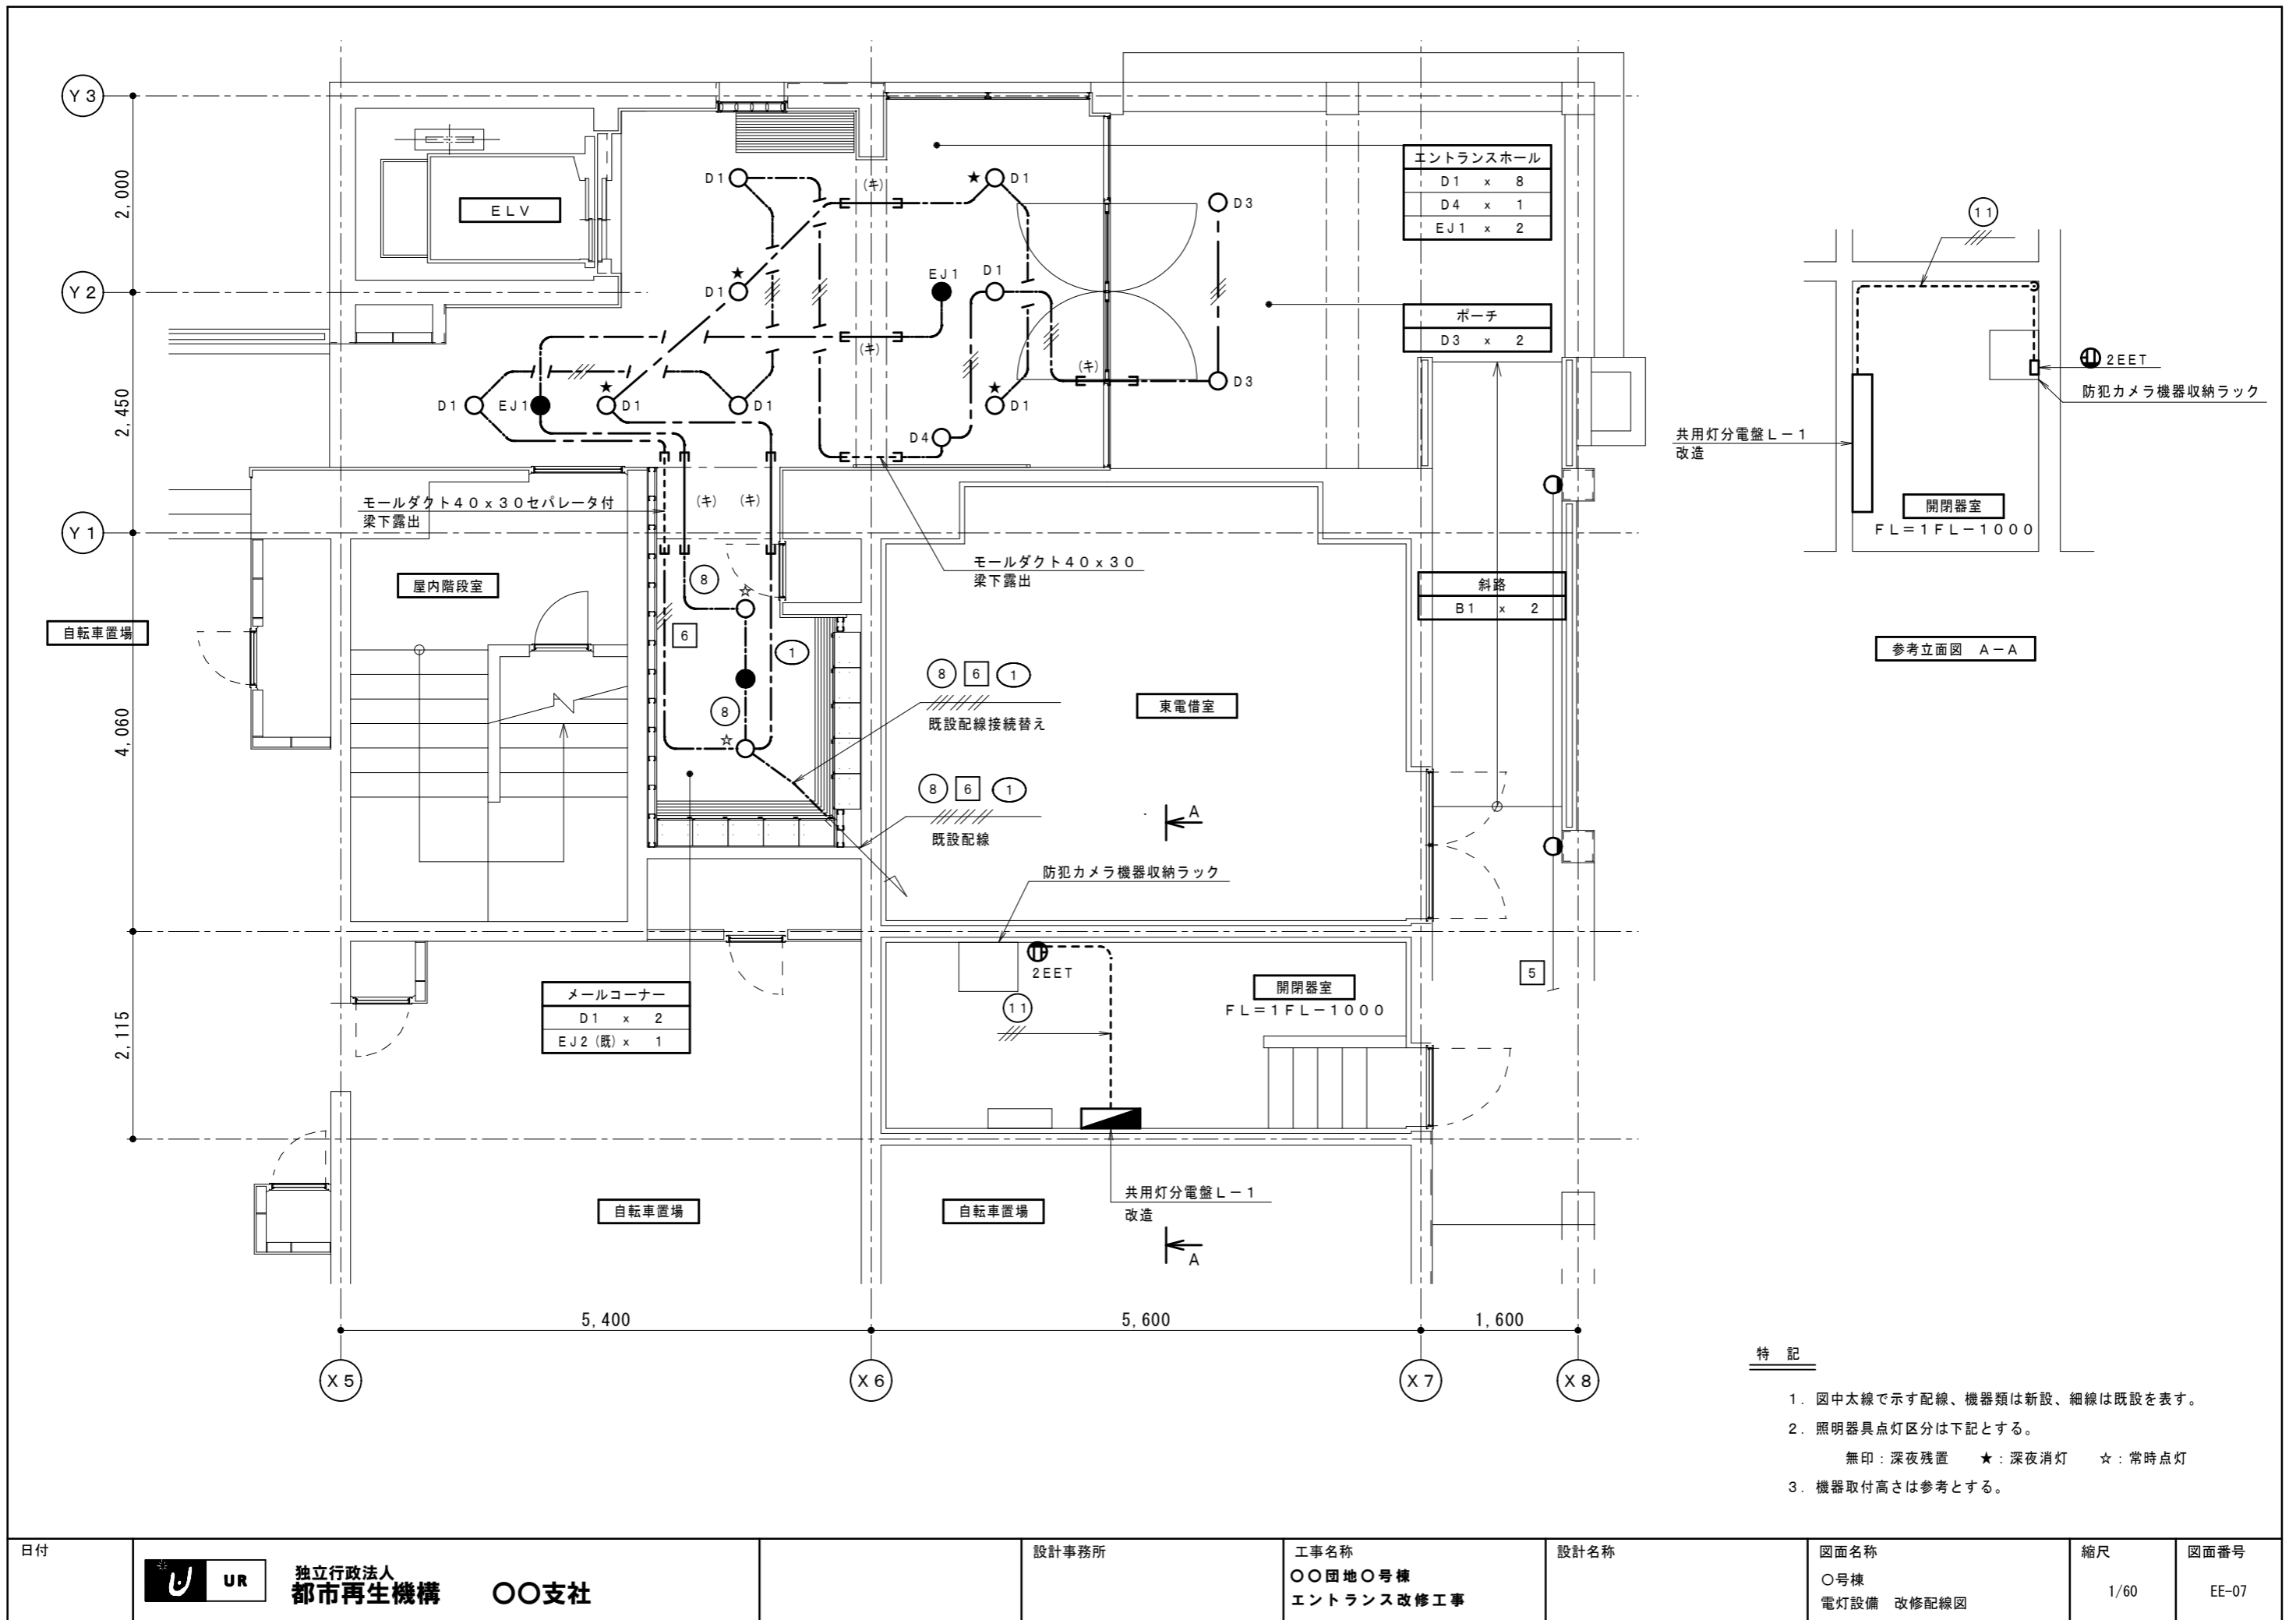 Y3
Y2
Y1
2,000
2,450
4,060
2,115
ELV
D1
(キ)
★
D1
D3
★
D1
EJ1
D1
(キ)
(キ)
D3
D1
EJ1
★
D1
D1
★
D1
D4
エントランスホール
D1 x 8
D4 x 1
EJ1 x 2
ポーチ
D3 x 2
モールダクト40x30セパレータ付
梁下露出
(キ)
(キ)
モールダクト40x30
梁下露出
屋内階段室
自転車置場
8
☆
6
1
8
☆
8 6 1
既設配線接続替え
8 6 1
既設配線
東電借室
斜路
B1 x 2
A
防犯カメラ機器収納ラック
2EET
11
開閉器室
FL=1FL-1000
5
メールコーナー
D1 x 2
EJ2(既)x 1
自転車置場
自転車置場
共用灯分電盤L-1
改造
A
5,400
5,600
1,600
X5
X6
X7
X8
11
2EET
防犯カメラ機器収納ラック
共用灯分電盤L-1
改造
開閉器室
FL=1FL-1000
参考立面図 A-A
特 記
1. 図中太線で示す配線、機器類は新設、細線は既設を表す。
2. 照明器具点灯区分は下記とする。
無印：深夜残置 ★：深夜消灯 ☆：常時点灯
3. 機器取付高さは参考とする。
日付
UR
独立行政法人
都市再生機構 〇〇支社
設計事務所
工事名称
〇〇団地〇号棟
エントランス改修工事
設計名称
図面名称
〇号棟
電灯設備 改修配線図
縮尺
1/60
図面番号
EE-07